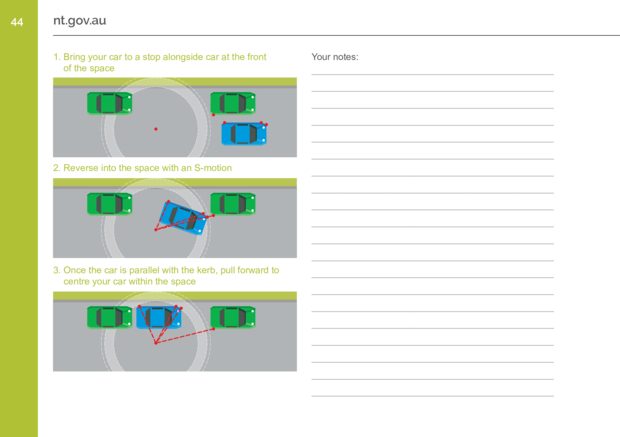 44
nt.gov.au
1. Bring your car to a stop alongside car at the front
of the space
2. Reverse into the space with an S-motion
3. Once the car is parallel with the kerb, pull forward to
centre your car within the space
Your notes: